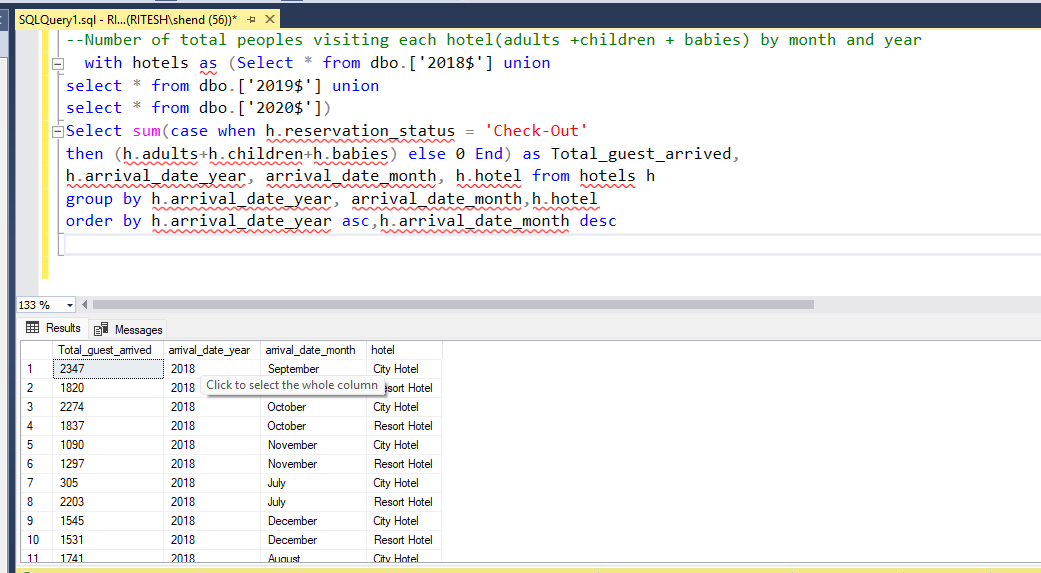 SQLQuery1.sql - RI...(RITESH\shend (56))*
--Number of total peoples visiting each hotel(adults +children + babies) by month and year
with hotels as (Select * from dbo.['2018$'] union
select * from dbo.['2019$'] union
select * from dbo.['2020$'])
Select sum(case when h.reservation_status = 'Check-Out'
then (h.adults+h.children+h.babies) else 0 End) as Total_guest_arrived,
h.arrival_date_year, arrival_date_month, h.hotel from hotels h
group by h.arrival_date_year, arrival_date_month,h.hotel
order by h.arrival_date_year asc,h.arrival_date_month desc
133 %
Results Messages
Total_guest_arrived arrival_date_year arrival_date_month hotel
1 2347 2018 September City Hotel
2 1820 2018 esort Hotel
Click to select the whole column
3 2274 2018 October City Hotel
4 1837 2018 October Resort Hotel
5 1090 2018 November City Hotel
6 1297 2018 November Resort Hotel
7 305 2018 July City Hotel
8 2203 2018 July Resort Hotel
9 1545 2018 December City Hotel
10 1531 2018 December Resort Hotel
11 1741 2018 August City Hotel